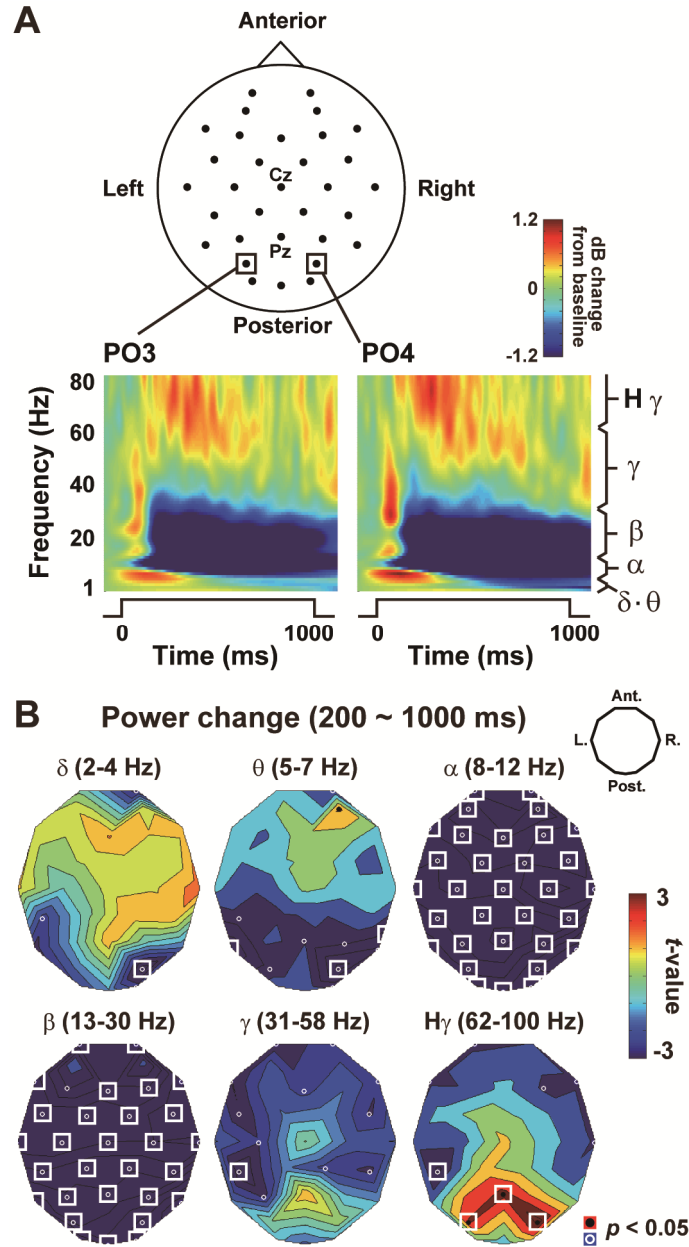 A
Anterior
Left
Cz
Right
Pz
Posterior
1.2
0
-1.2
dB change
from baseline
PO3
PO4
Frequency (Hz)
80
60
40
20
1
H γ
γ
β
α
δ·θ
0 1000
Time (ms)
0 1000
Time (ms)
B
Power change (200 ~ 1000 ms)
Ant.
L. R.
Post.
δ (2-4 Hz)
θ (5-7 Hz)
α (8-12 Hz)
3
-3
t-value
β (13-30 Hz)
γ (31-58 Hz)
Hγ (62-100 Hz)
p < 0.05